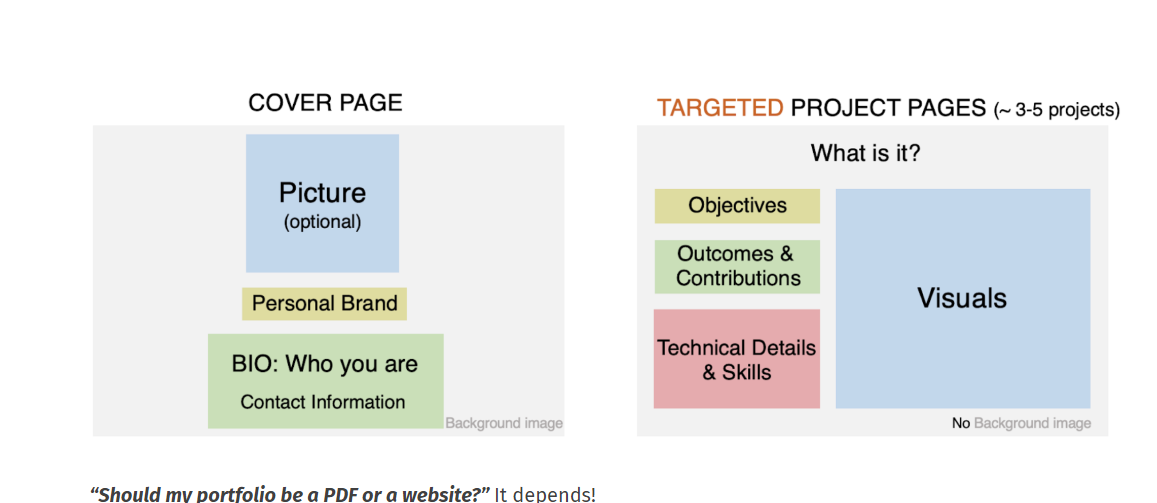 COVER PAGE
Picture
(optional)
Personal Brand
BIO: Who you are
Contact Information
Background image
TARGETED PROJECT PAGES (~ 3-5 projects)
What is it?
Objectives
Outcomes &
Contributions
Technical Details
& Skills
Visuals
No Background image
“Should my portfolio be a PDF or a website?” It depends!